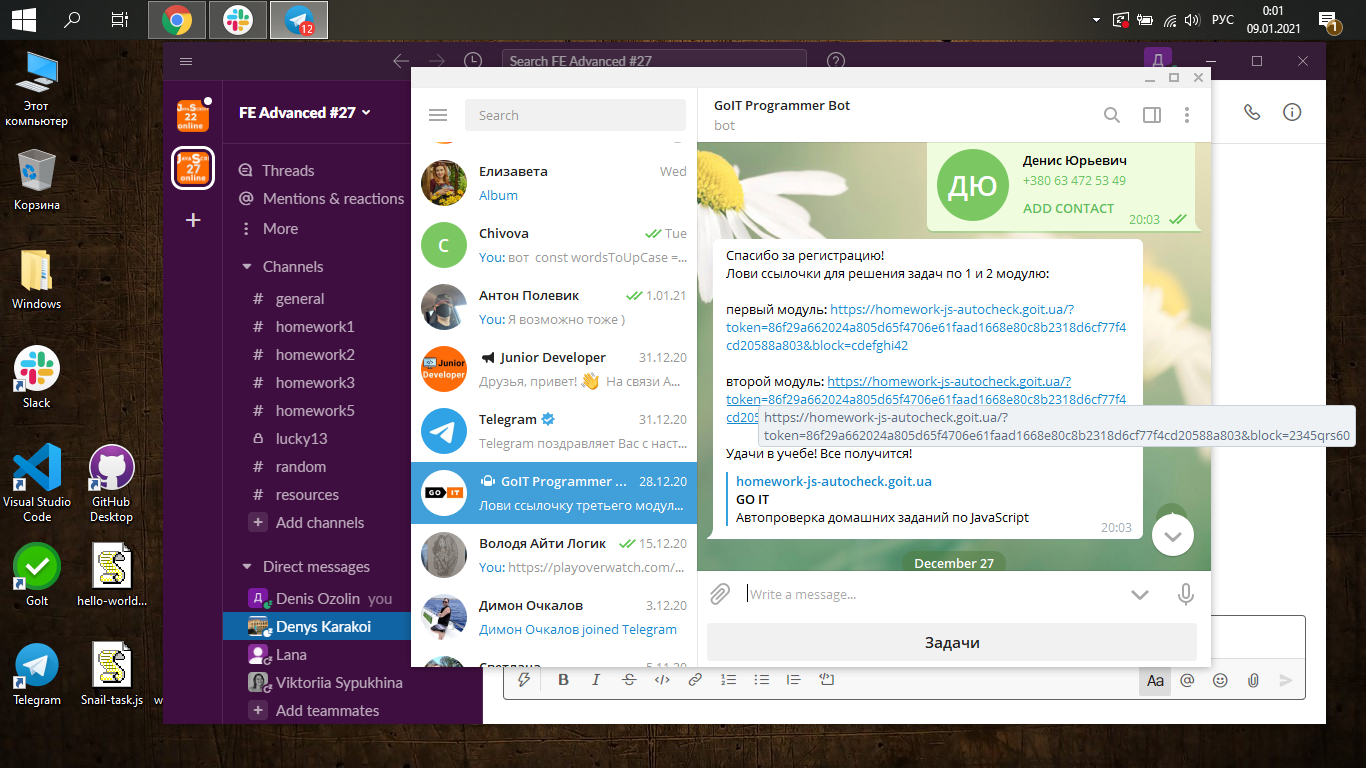 12
РУС
0:01
09.01.2021
1
Этот
компьютер
Корзина
Windows
Slack
Visual Studio
Code
GitHub
Desktop
GoIt
hello-world...
Telegram
Snail-task.js
Search FE Advanced #27
Д
22
online
27
online
FE Advanced #27
Threads
Mentions & reactions
More
Channels
# general
# homework1
# homework2
# homework3
# homework5
lucky13
# random
# resources
+ Add channels
Direct messages
Д Denis Ozolin you
Denys Karakoi
Lana
Viktoriia Sypukhina
+ Add teammates
Search
Елизавета Wed
Album
C
Chivova Tue
You: вот const wordsToUpCase =...
Антон Полевик 1.01.21
You: Я возможно тоже )
Junior
Developer
Junior Developer 31.12.20
Друзья, привет! 👋 На связи А...
Telegram 31.12.20
Telegram поздравляет Вас с наст...
GO IT
GoIT Programmer ... 28.12.20
Лови ссылочку третьего модул...
Володя Айти Логик 15.12.20
You: https://playoverwatch.com/...
Димон Очкалов 3.12.20
Димон Очкалов joined Telegram
Светлана 5.11.20
GoIT Programmer Bot
bot
ДЮ
Денис Юрьевич
+380 63 472 53 49
ADD CONTACT
20:03
Спасибо за регистрацию!
Лови ссылочки для решения задач по 1 и 2 модулю:
первый модуль: https://homework-js-autocheck.goit.ua/?
token=86f29a662024a805d65f4706e61faad1668e80c8b2318d6cf77f4
cd20588a803&block=cdefghi42
второй модуль: https://homework-js-autocheck.goit.ua/?
token=86f29a662024a805d65f4706e61faad1668e80c8b2318d6cf77f4
https://homework-js-autocheck.goit.ua/?
token=86f29a662024a805d65f4706e61faad1668e80c8b2318d6cf77f4cd20588a803&block=2345qrs60
Удачи в учебе! Все получится!
homework-js-autocheck.goit.ua
GO IT
Автопроверка домашних заданий по JavaScript
20:03
December 27
Write a message...
Задачи
B I S
Aa @